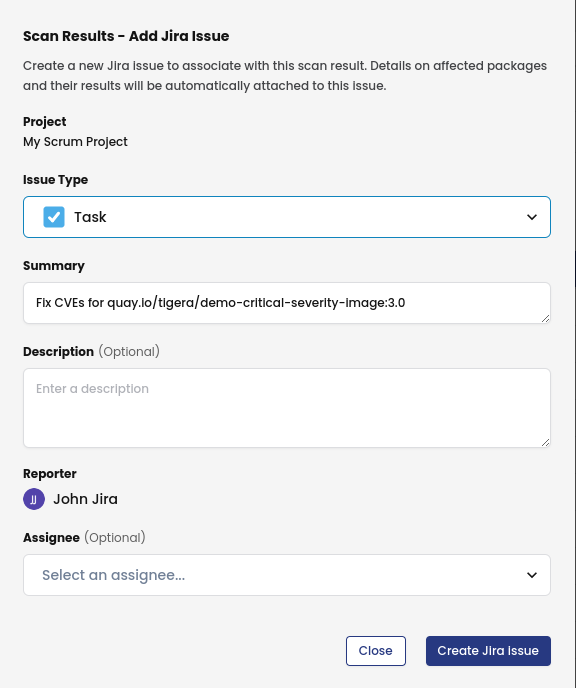 Scan Results - Add Jira Issue
Create a new Jira issue to associate with this scan result. Details on affected packages
and their results will be automatically attached to this issue.
Project
My Scrum Project
Issue Type
Task
Summary
Fix CVEs for quay.io/tigera/demo-critical-severity-image:3.0
Description (Optional)
Enter a description
Reporter
JJ John Jira
Assignee (Optional)
Select an assignee...
Close Create Jira issue